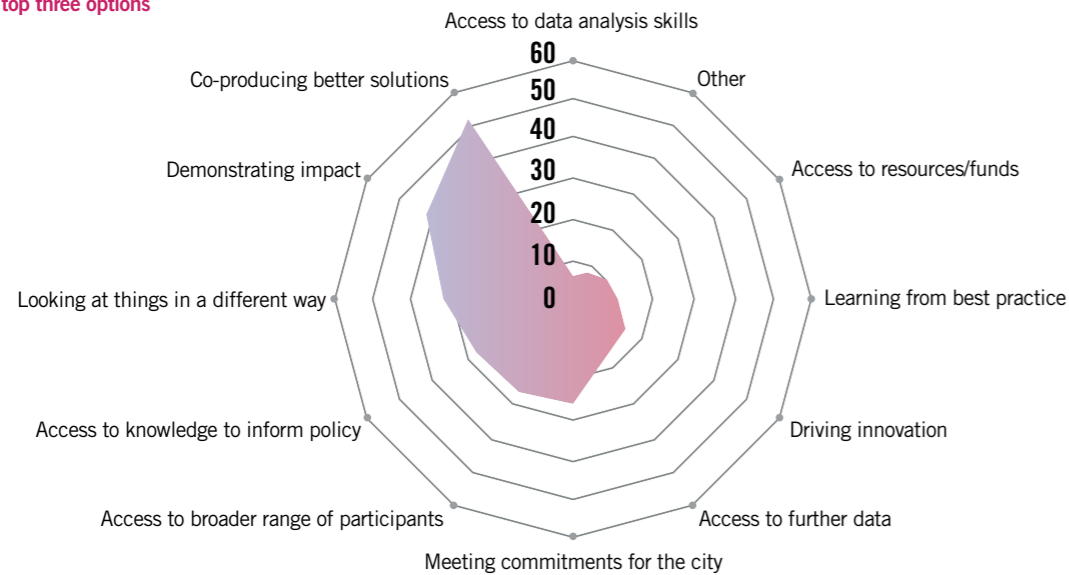 top three options
Access to data analysis skills
60
Co-producing better solutions
Other
50
40
Demonstrating impact
Access to resources/funds
30
20
10
Looking at things in a different way
0
Learning from best practice
Access to knowledge to inform policy
Driving innovation
Access to broader range of participants
Access to further data
Meeting commitments for the city